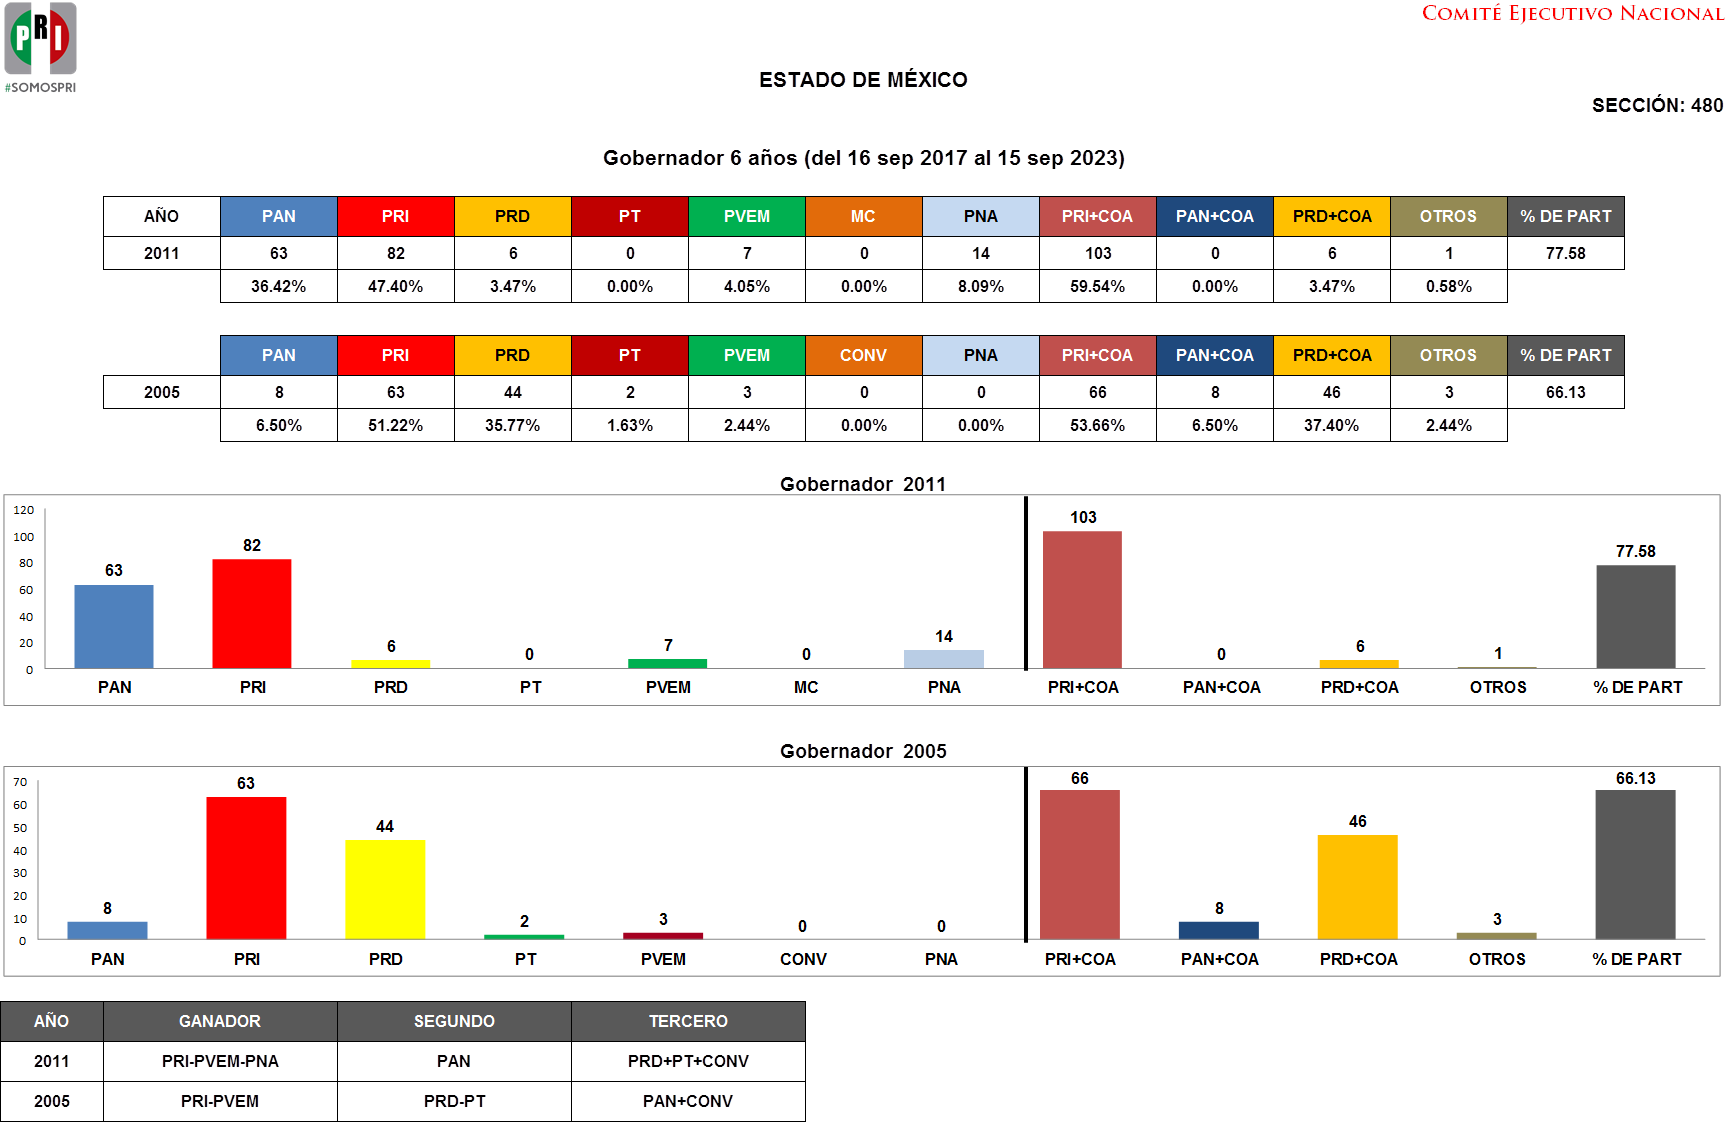 PRI
#SOMOSPRI
COMITÉ EJECUTIVO NACIONAL
ESTADO DE MÉXICO
SECCIÓN: 480
Gobernador 6 años (del 16 sep 2017 al 15 sep 2023)
AÑO PAN PRI PRD PT PVEM MC PNA PRI+COA PAN+COA PRD+COA OTROS % DE PART
2011 63 82 6 0 7 0 14 103 0 6 1 77.58
36.42% 47.40% 3.47% 0.00% 4.05% 0.00% 8.09% 59.54% 0.00% 3.47% 0.58%
PAN PRI PRD PT PVEM CONV PNA PRI+COA PAN+COA PRD+COA OTROS % DE PART
2005 8 63 44 2 3 0 0 66 8 46 3 66.13
6.50% 51.22% 35.77% 1.63% 2.44% 0.00% 0.00% 53.66% 6.50% 37.40% 2.44%
Gobernador 2011
120
100
80
60
40
20
0
63 82 6 0 7 0 14 103 0 6 1 77.58
PAN PRI PRD PT PVEM MC PNA PRI+COA PAN+COA PRD+COA OTROS % DE PART
Gobernador 2005
70
60
50
40
30
20
10
0
8 63 44 2 3 0 0 66 8 46 3 66.13
PAN PRI PRD PT PVEM CONV PNA PRI+COA PAN+COA PRD+COA OTROS % DE PART
AÑO GANADOR SEGUNDO TERCERO
2011 PRI-PVEM-PNA PAN PRD+PT+CONV
2005 PRI-PVEM PRD-PT PAN+CONV